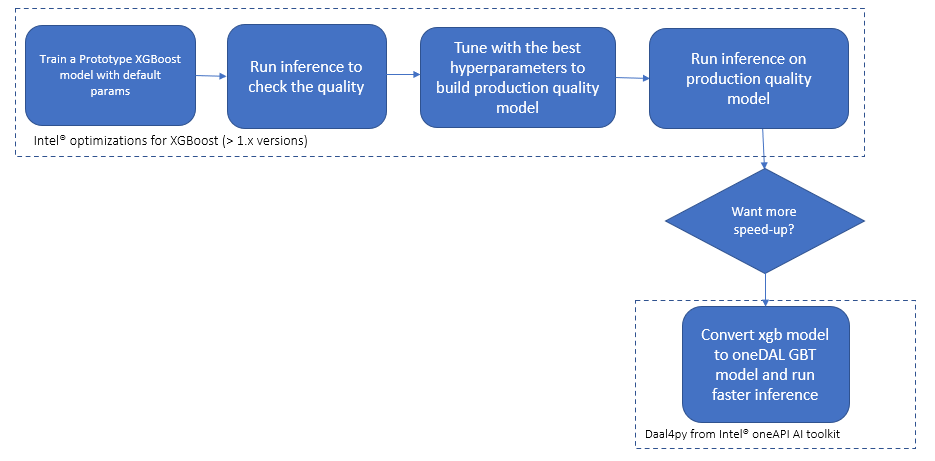 Train a Prototype XGBoost
model with default
params
Run inference to
check the quality
Tune with the best
hyperparameters to
build production quality
model
Run inference on
production quality
model
Intel® optimizations for XGBoost (> 1.x versions)
Want more
speed-up?
Convert xgb model
to oneDAL GBT
model and run
faster inference
Daal4py from Intel® oneAPI AI toolkit